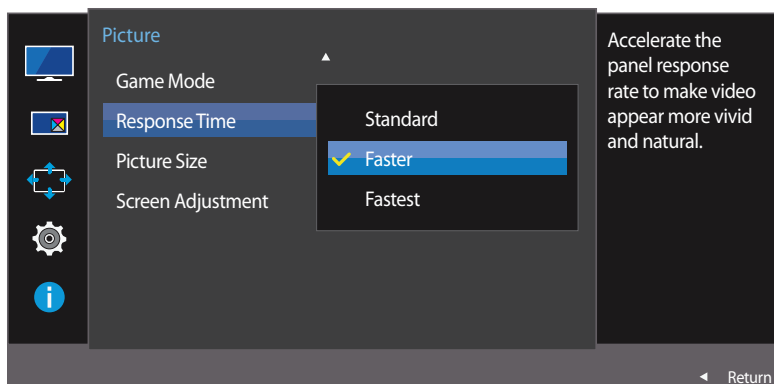 Picture
Game Mode
Response Time
Picture Size
Screen Adjustment
Standard
Faster
Fastest
Accelerate the
panel response
rate to make video
appear more vivid
and natural.
Return